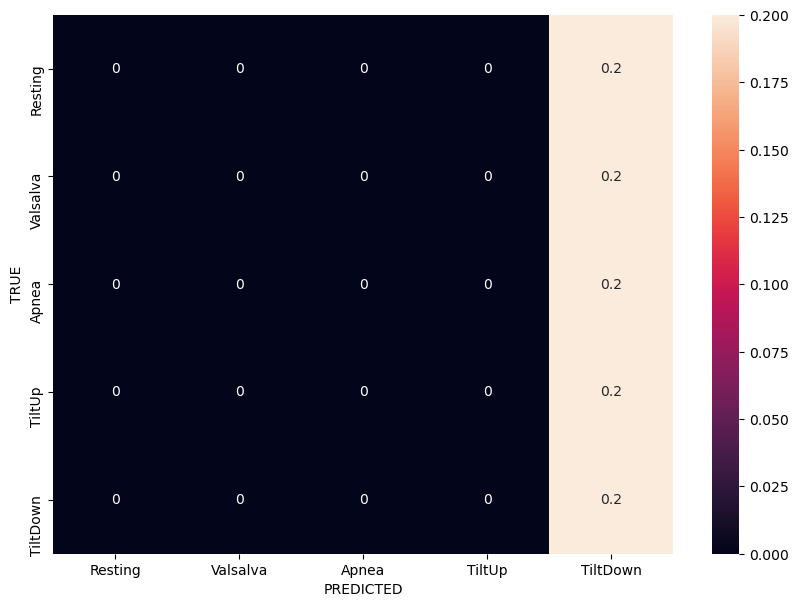 TRUE
Resting 0 0 0 0 0.2
Valsalva 0 0 0 0 0.2
Apnea 0 0 0 0 0.2
TiltUp 0 0 0 0 0.2
TiltDown 0 0 0 0 0.2
Resting Valsalva Apnea TiltUp TiltDown
PREDICTED
0.200
0.175
0.150
0.125
0.100
0.075
0.050
0.025
0.000